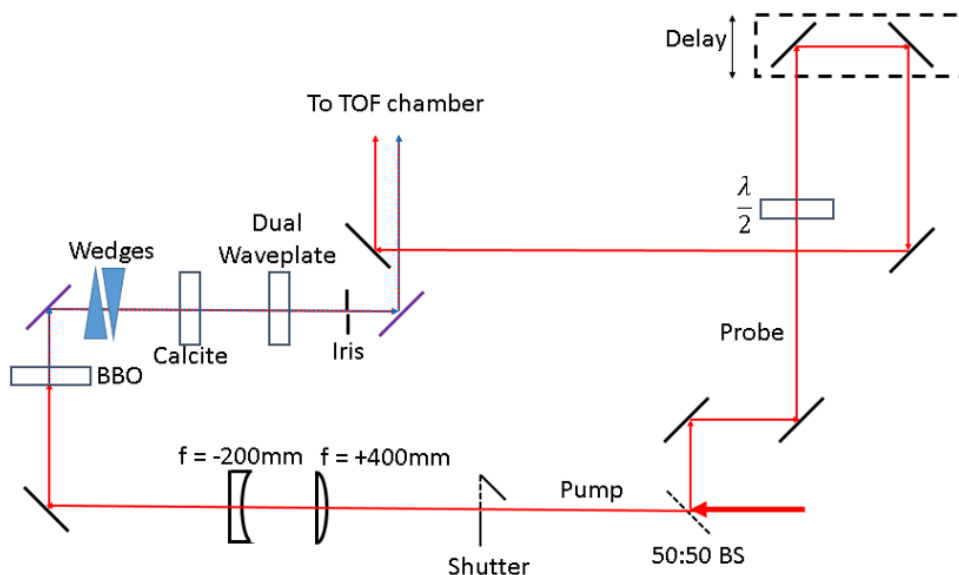 Delay
To TOF chamber
λ
2
Dual
Waveplate
Wedges
Probe
Calcite
Iris
BBO
f = -200mm
f = +400mm
Pump
Shutter
50:50 BS